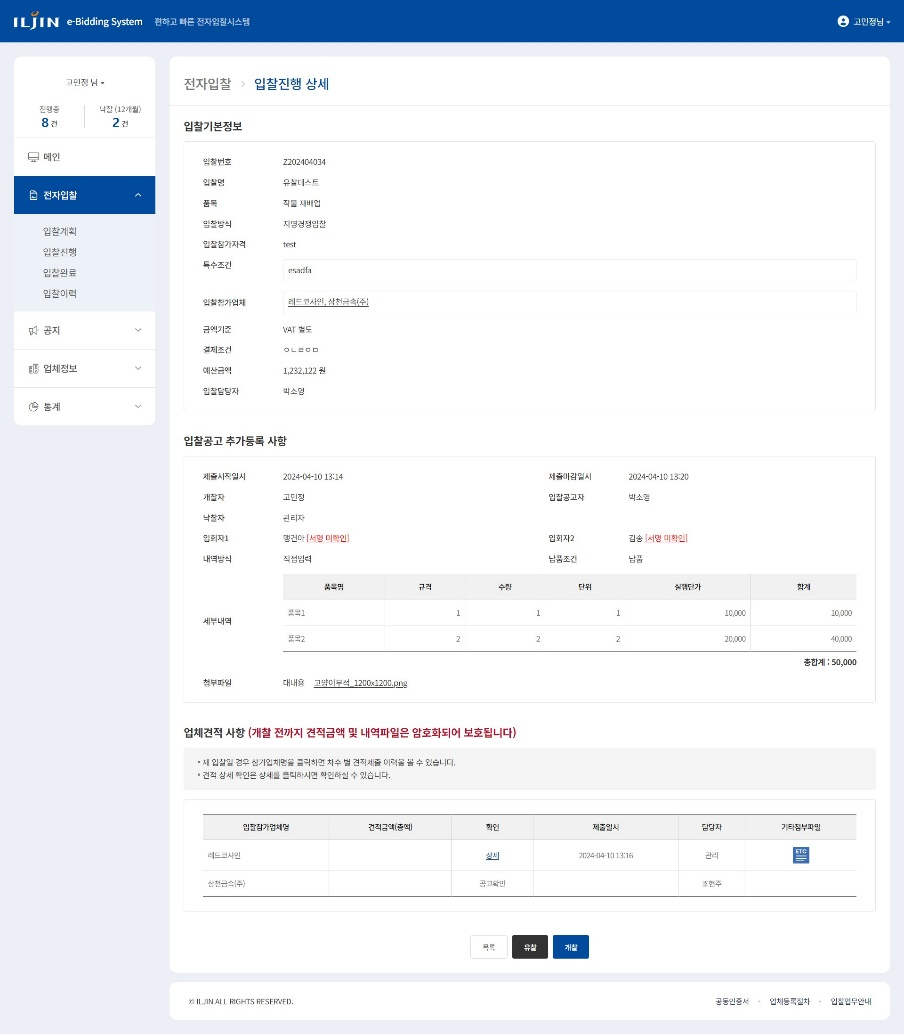 ILJIN e-Bidding System 편하고 빠른 전자입찰시스템
고민정님
고민정 님
진행중 낙찰 (12개월)
8 건 2 건
메인
전자입찰
입찰계획
입찰진행
입찰완료
입찰이력
공지
업체정보
통계
전자입찰 > 입찰진행 상세
입찰기본정보
입찰번호 Z202404034
입찰명 유찰테스트
품목 작물 재배업
입찰방식 지명경쟁입찰
입찰참가자격 test
특수조건 esadfa
입찰참가업체 레드코사인, 삼천금속(주)
금액기준 VAT 별도
결제조건 ㅇㄴㄹㅇㅁ
예산금액 1,232,122 원
입찰담당자 박소영
입찰공고 추가등록 사항
제출시작일시 2024-04-10 13:14 제출마감일시 2024-04-10 13:20
개찰자 고민정 입찰공고자 박소영
낙찰자 관리자
입회자1 맹건아 [서명 미확인] 입회자2 김송 [서명 미확인]
내역방식 직접입력 납품조건 납품
품목명 규격 수량 단위 실행단가 합계
세부내역
품목1 1 1 1 10,000 10,000
품목2 2 2 2 20,000 40,000
총합계 : 50,000
첨부파일 대내용 고양이부적_1200x1200.png
업체견적 사항 (개찰 전까지 견적금액 및 내역파일은 암호화되어 보호됩니다)
• 재 입찰일 경우 참가업체명을 클릭하면 차수 별 견적제출 이력을 볼 수 있습니다.
• 견적 상세 확인은 상세를 클릭하시면 확인하실 수 있습니다.
입찰참가업체명 견적금액(총액) 확인 제출일시 담당자 기타첨부파일
레드코사인 상세 2024-04-10 13:16 관리 ETC
삼천금속(주) 공고확인 조현주
목록 유찰 개찰
© ILJIN ALL RIGHTS RESERVED. 공동인증서 • 업체등록절차 • 입찰업무안내